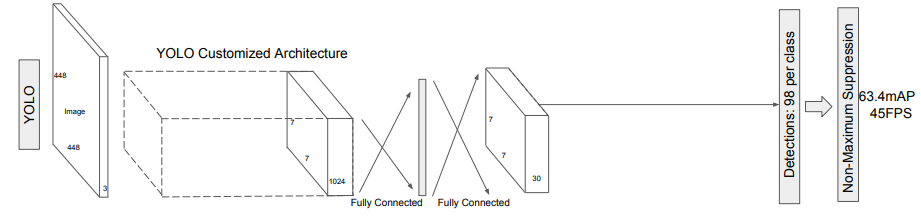 YOLO
448
Image
448
3
YOLO Customized Architecture
7
7
1024
Fully Connected
Fully Connected
7
7
30
Detections: 98 per class
Non-Maximum Suppression
63.4mAP
45FPS